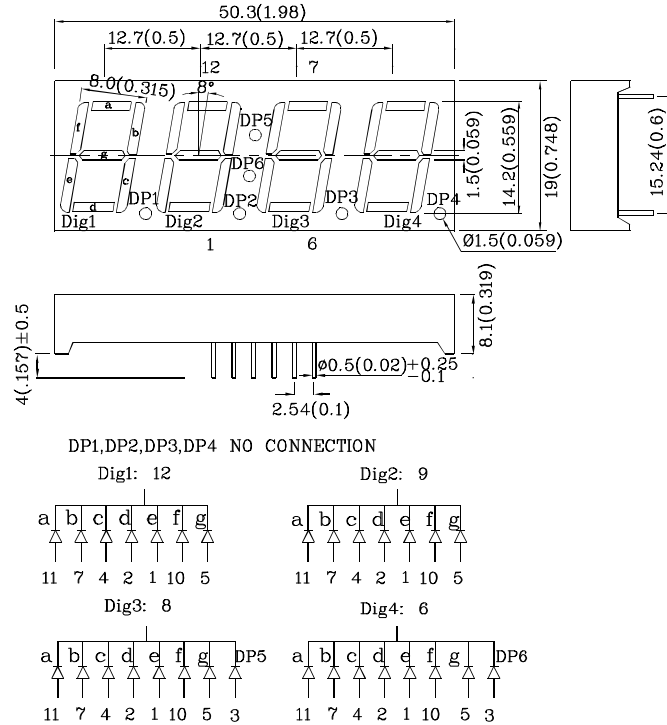 50.3(1.98)
12.7(0.5) 12.7(0.5) 12.7(0.5)
12 7
8.0(0.315) 8°
a
f b
g
e c
d
DP5
DP6
DP1 DP2 DP3 DP4
Dig1 Dig2 Dig3 Dig4
1 6
1.5(0.059)
14.2(0.559)
19(0.748)
15.24(0.6)
Ø1.5(0.059)
8.1(0.319)
4(.157)±0.5
ø0.5(0.02)+0.25
-0.1
2.54(0.1)
DP1,DP2,DP3,DP4 NO CONNECTION
Dig1: 12 Dig2: 9
a b c d e f g a b c d e f g
11 7 4 2 1 10 5 11 7 4 2 1 10 5
Dig3: 8 Dig4: 6
a b c d e f g DP5 a b c d e f g DP6
11 7 4 2 1 10 5 3 11 7 4 2 1 10 5 3